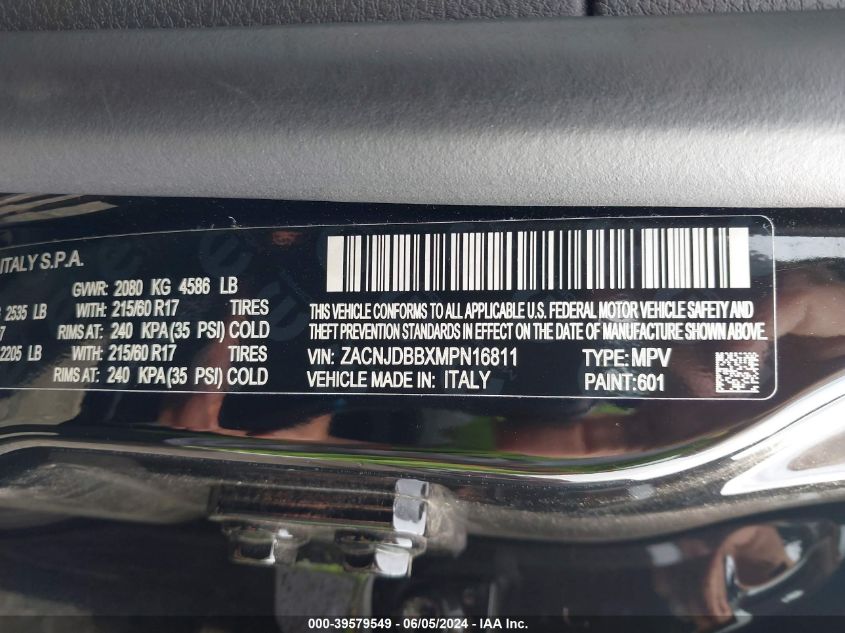 ITALY S.P.A.
GVWR: 2080 KG 4586 LB
2535 LB WITH: 215/60 R17 TIRES
RIMS AT: 240 KPA(35 PSI) COLD
2205 LB WITH: 215/60 R17 TIRES
RIMS AT: 240 KPA(35 PSI) COLD
THIS VEHICLE CONFORMS TO ALL APPLICABLE U.S. FEDERAL MOTOR VEHICLE SAFETY AND
THEFT PREVENTION STANDARDS IN EFFECT ON THE DATE OF MANUFACTURE SHOWN ABOVE.
VIN: ZACNJDBBXMPN16811 TYPE: MPV
VEHICLE MADE IN: ITALY PAINT: 601
000-39579549 - 06/05/2024 - IAA Inc.